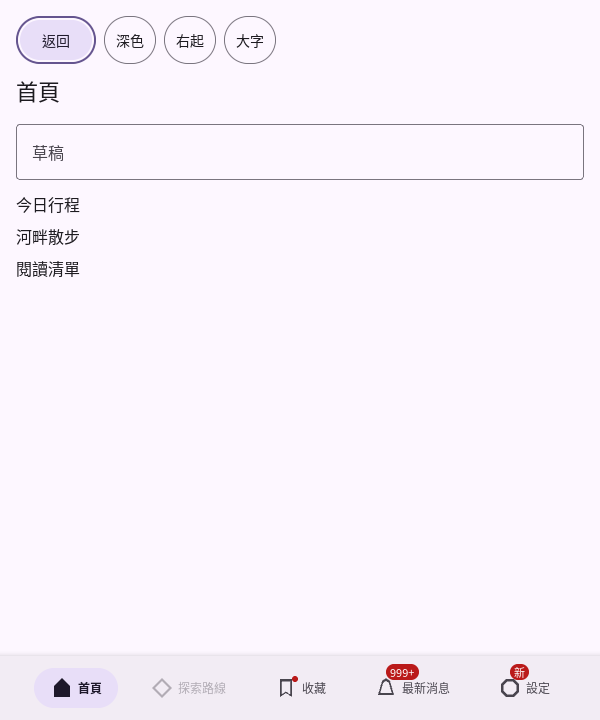 返回 深色 右起 大字
首頁
草稿
今日行程
河畔散步
閱讀清單
首頁 探索路線 收藏 999+ 最新消息 新 設定